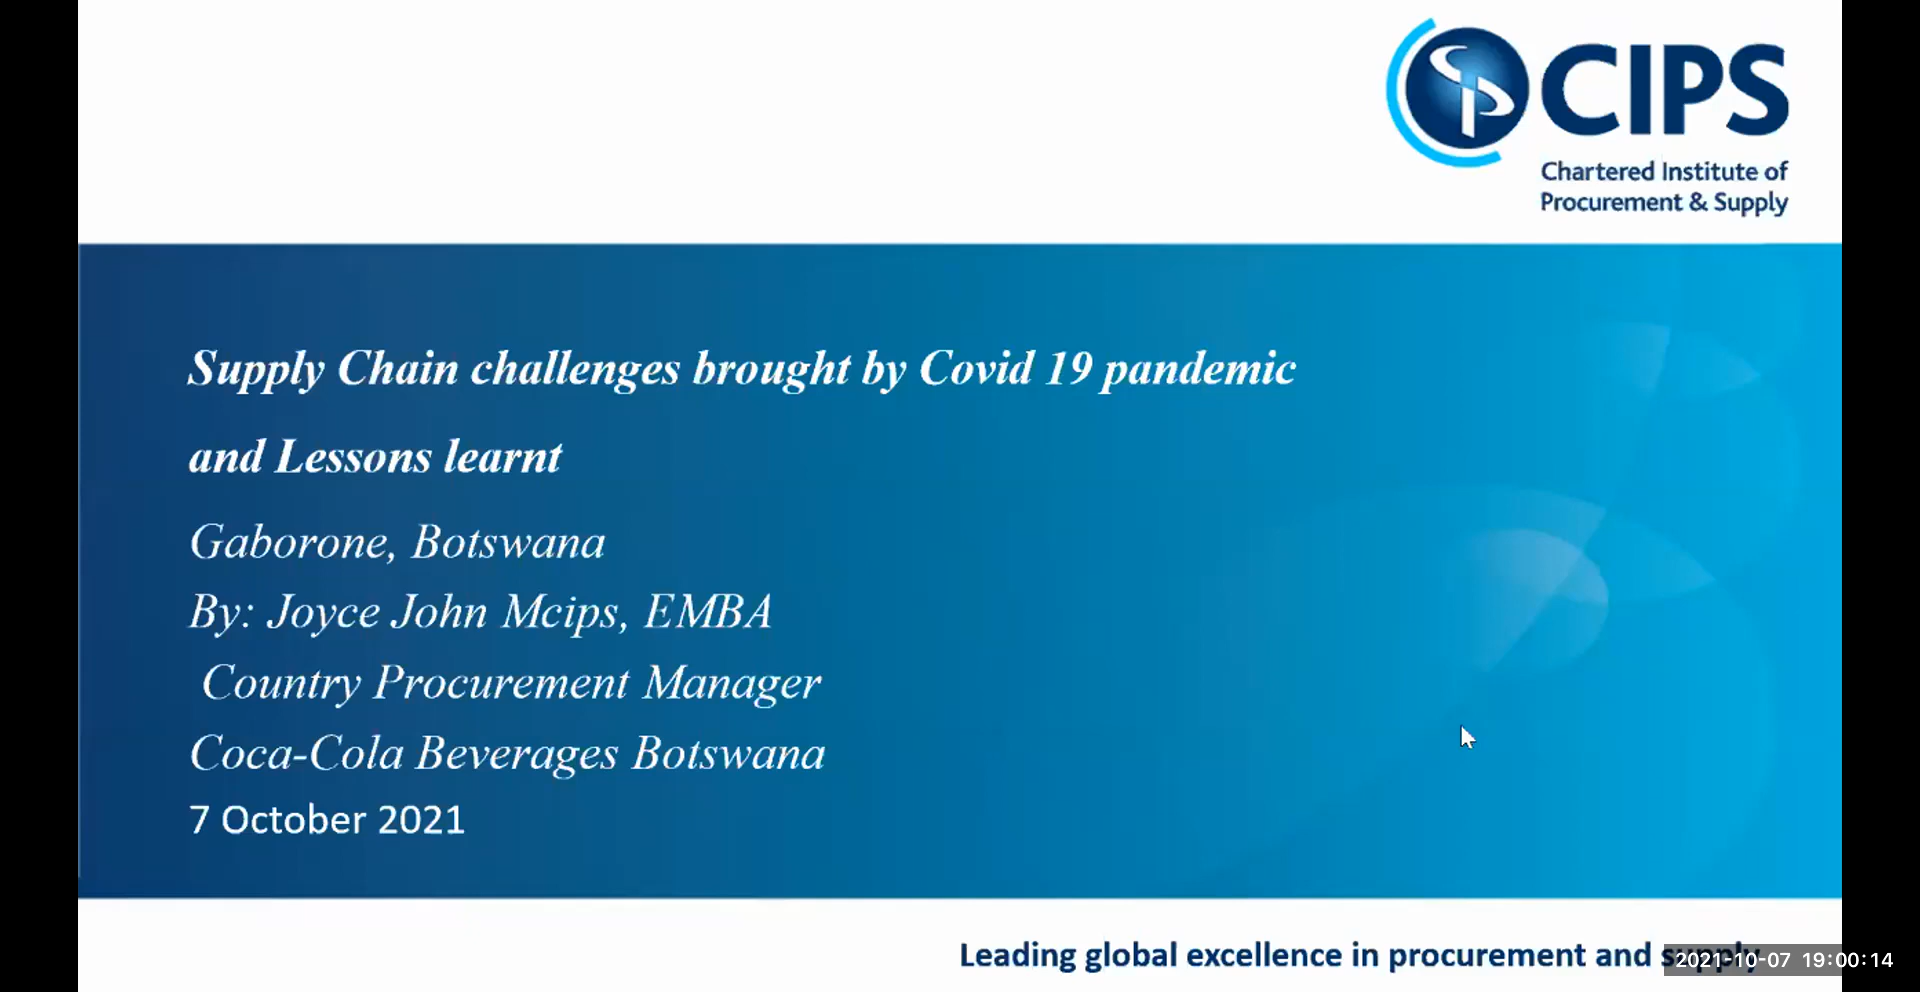 CIPS
Chartered Institute of
Procurement & Supply
Supply Chain challenges brought by Covid 19 pandemic
and Lessons learnt
Gaborone, Botswana
By: Joyce John Mcips, EMBA
Country Procurement Manager
Coca-Cola Beverages Botswana
7 October 2021
Leading global excellence in procurement and supply
2021-10-07 19:00:14